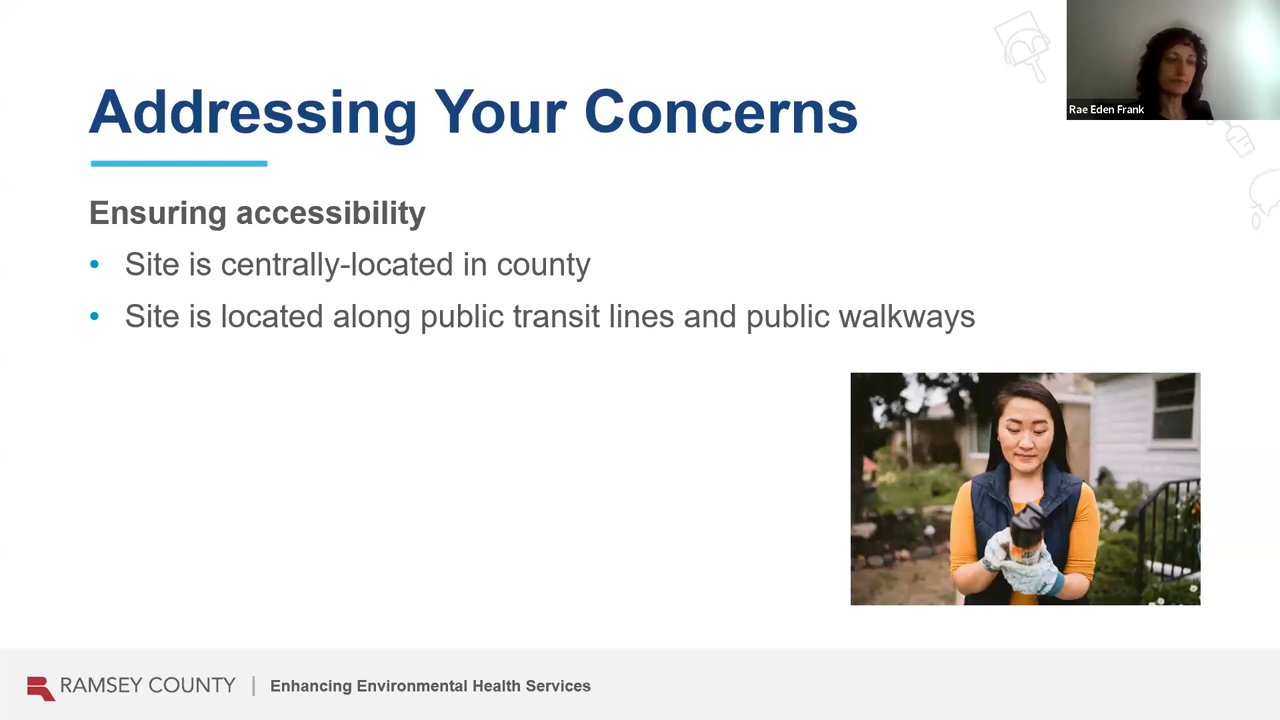 Addressing Your Concerns
Rae Eden Frank
Ensuring accessibility
• Site is centrally-located in county
• Site is located along public transit lines and public walkways
RAMSEY COUNTY | Enhancing Environmental Health Services